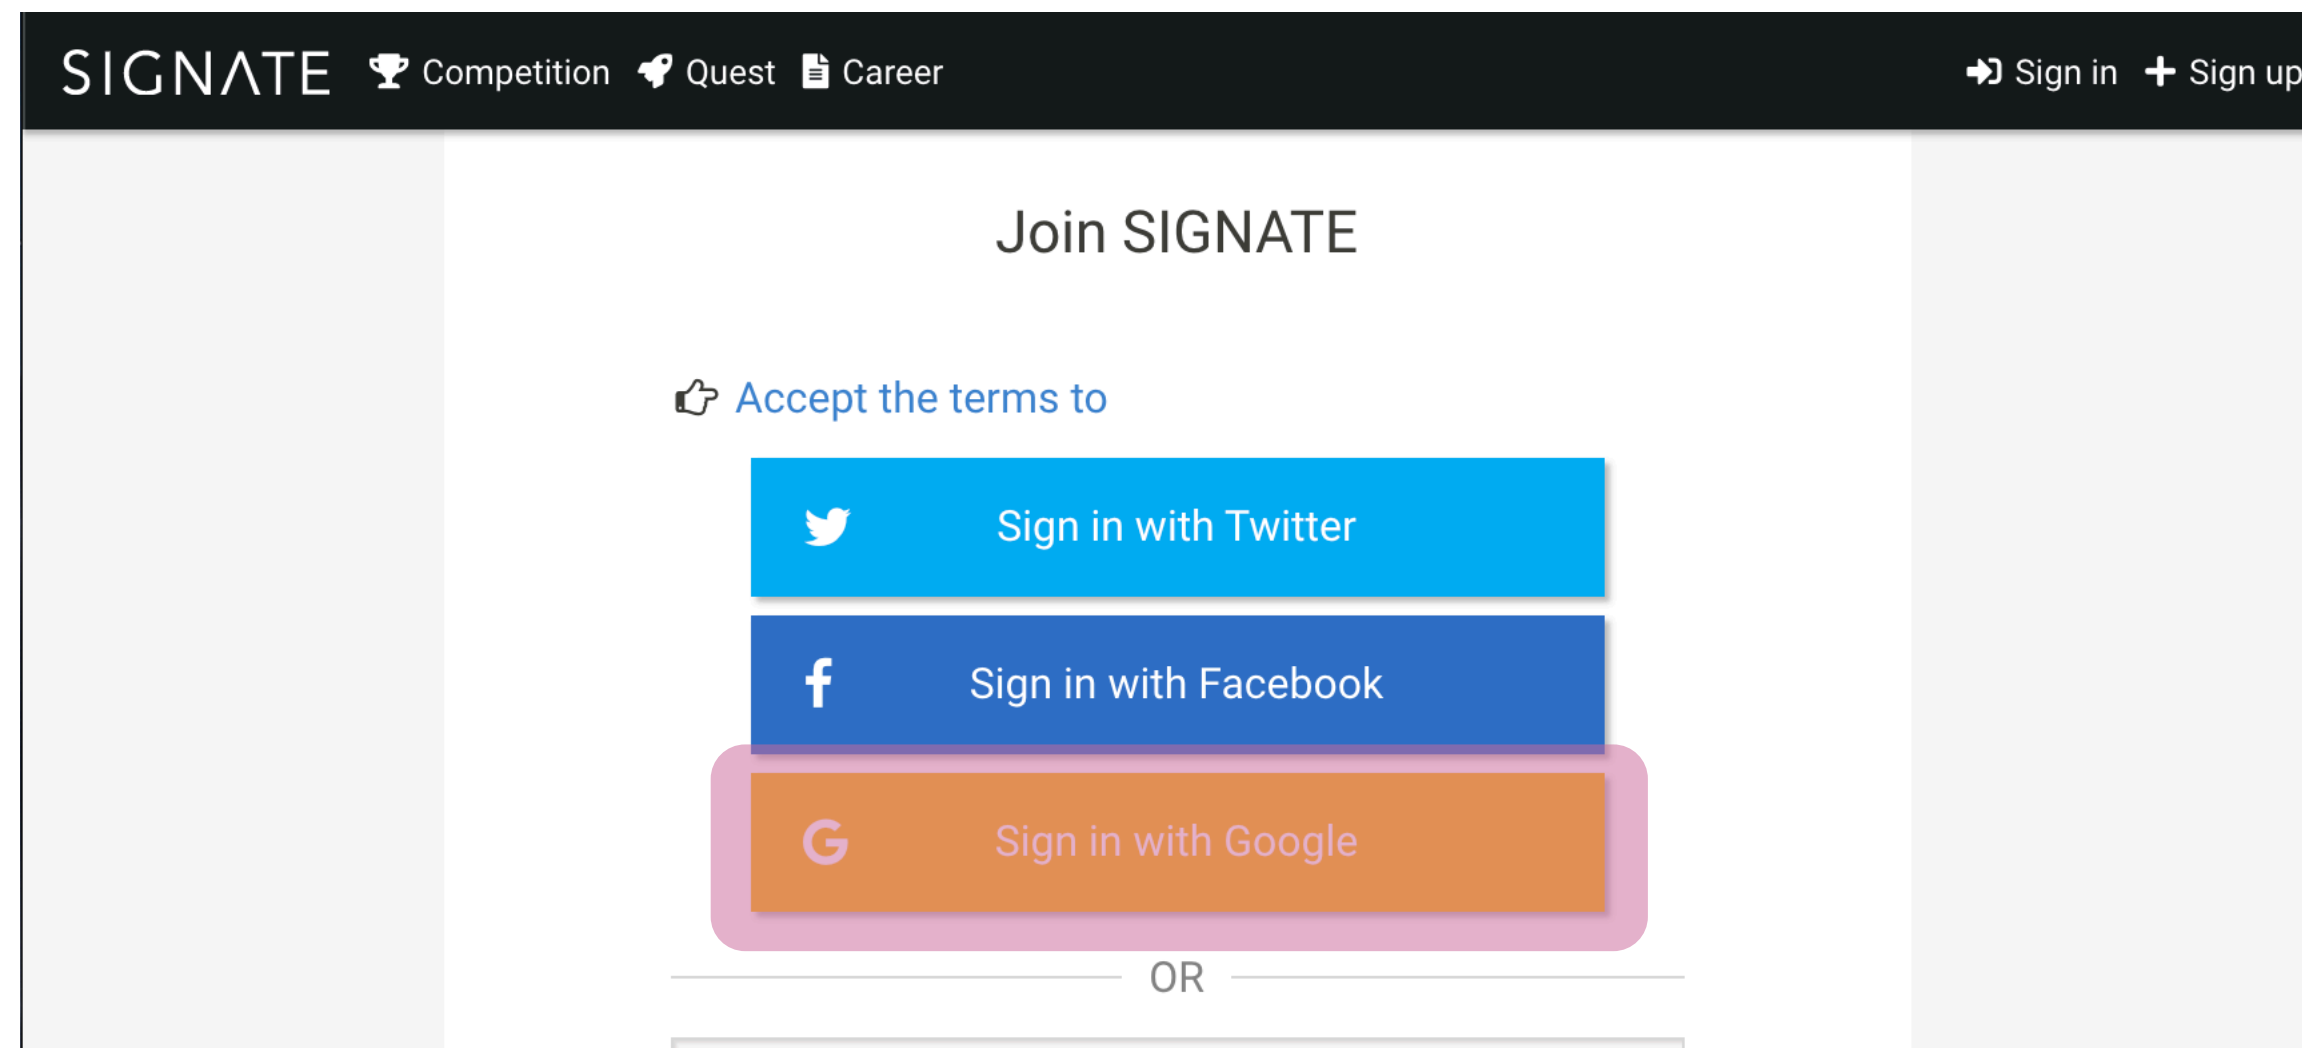 SIGNATE Competition Quest Career Sign in Sign up
Join SIGNATE
Accept the terms to
Sign in with Twitter
Sign in with Facebook
Sign in with Google
OR